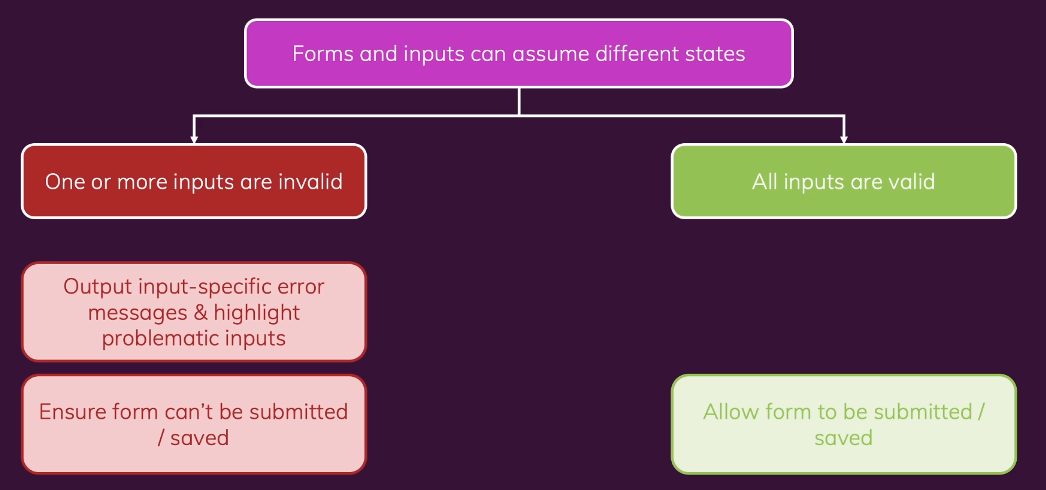 Forms and inputs can assume different states
One or more inputs are invalid
All inputs are valid
Output input-specific error
messages & highlight
problematic inputs
Ensure form can’t be submitted
/ saved
Allow form to be submitted /
saved